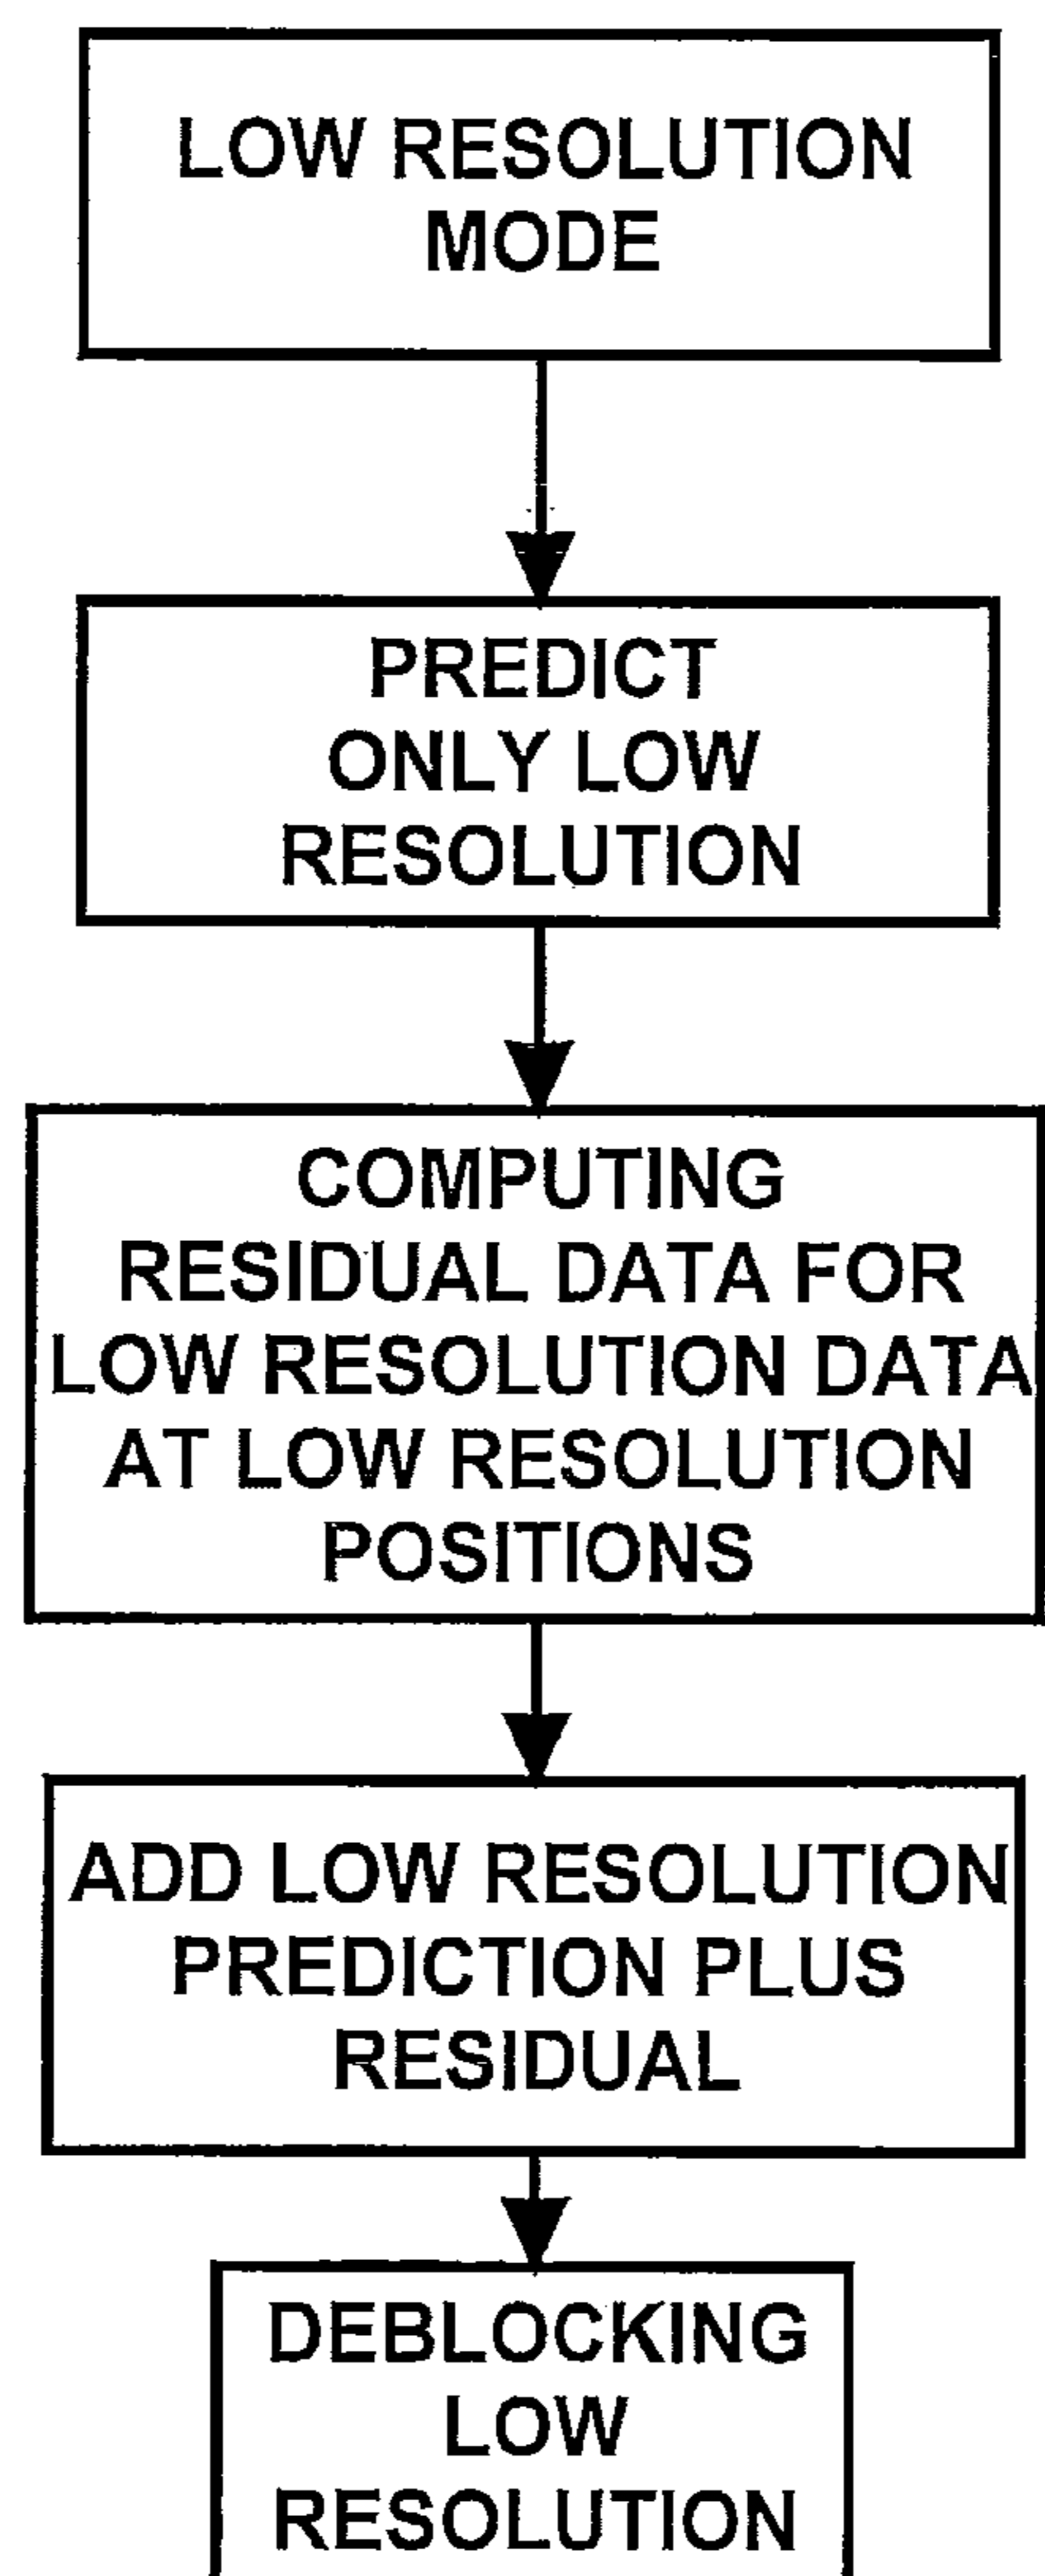 LOW RESOLUTION
MODE
PREDICT
ONLY LOW
RESOLUTION
COMPUTING
RESIDUAL DATA FOR
LOW RESOLUTION DATA
AT LOW RESOLUTION
POSITIONS
ADD LOW RESOLUTION
PREDICTION PLUS
RESIDUAL
DEBLOCKING
LOW
RESOLUTION